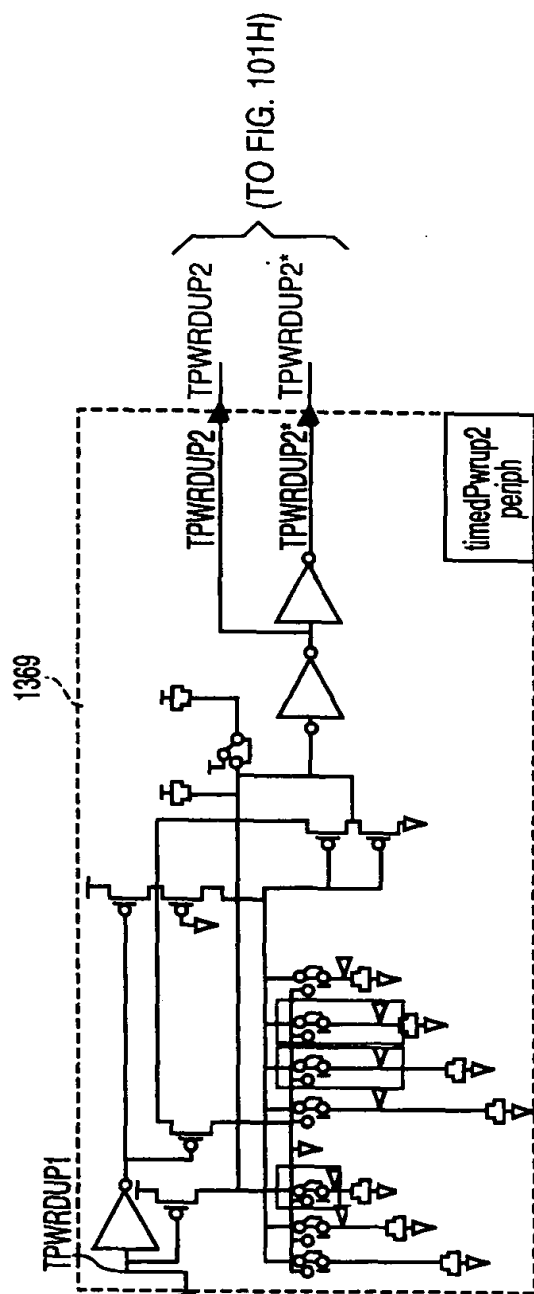 1369
TPWRDUP1
TPWRDUP2
TPWRDUP2
TPWRDUP2*
TPWRDUP2*
(TO FIG. 101H)
timedPwrup2
periph